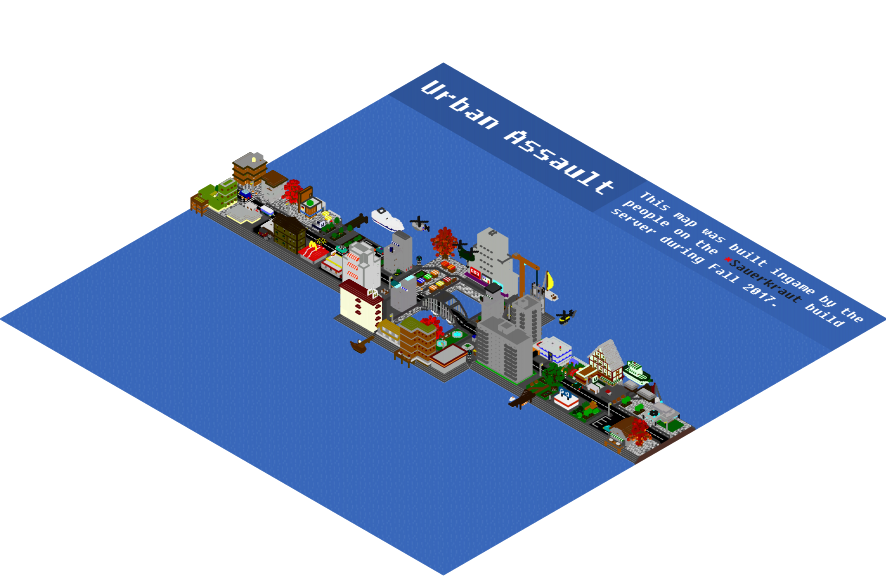 Urban Assault
This map was built ingame by the
people on the *Sauerkraut build
server during Fall 2017.